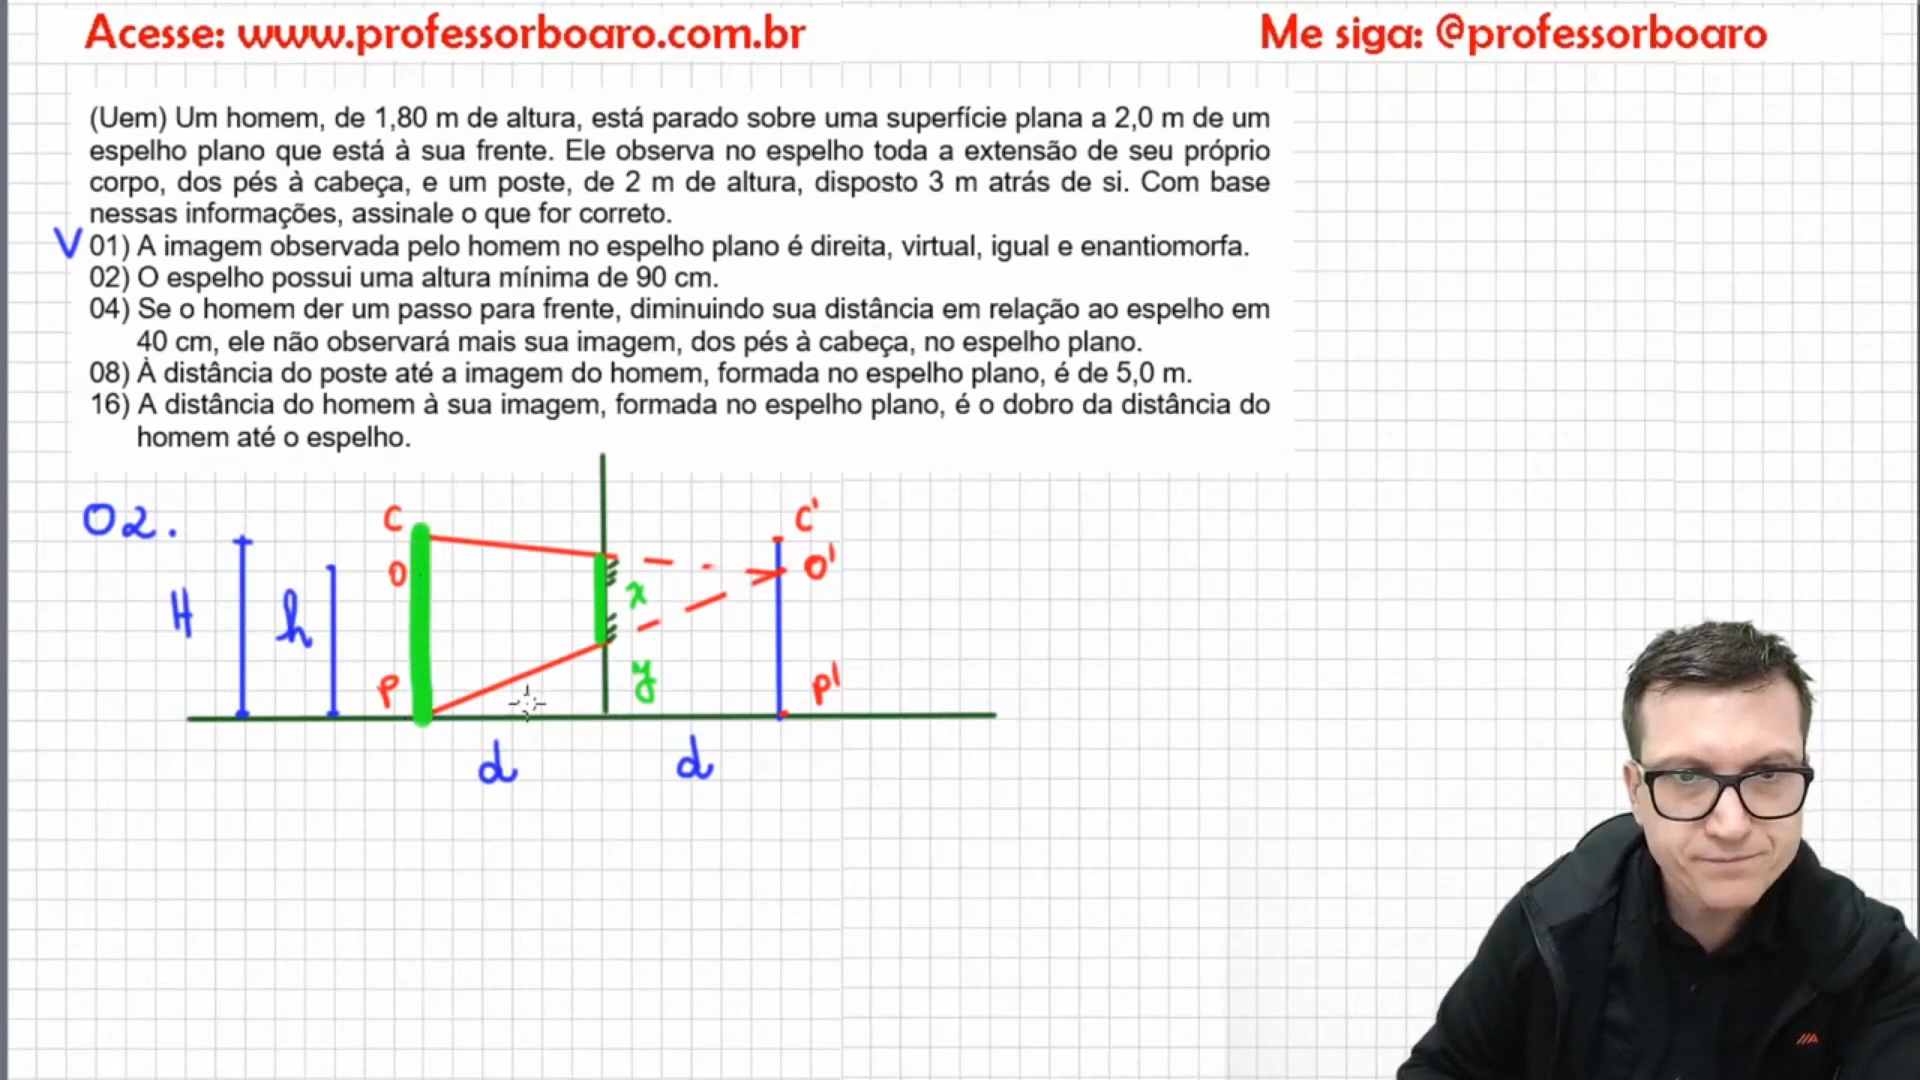 Acesse: www.professorboaro.com.br
Me siga: @professorboaro
(Uem) Um homem, de 1,80 m de altura, está parado sobre uma superfície plana a 2,0 m de um
espelho plano que está à sua frente. Ele observa no espelho toda a extensão de seu próprio
corpo, dos pés à cabeça, e um poste, de 2 m de altura, disposto 3 m atrás de si. Com base
nessas informações, assinale o que for correto.
V 01) A imagem observada pelo homem no espelho plano é direita, virtual, igual e enantiomorfa.
02) O espelho possui uma altura mínima de 90 cm.
04) Se o homem der um passo para frente, diminuindo sua distância em relação ao espelho em
40 cm, ele não observará mais sua imagem, dos pés à cabeça, no espelho plano.
08) À distância do poste até a imagem do homem, formada no espelho plano, é de 5,0 m.
16) A distância do homem à sua imagem, formada no espelho plano, é o dobro da distância do
homem até o espelho.
02.
C
C'
O
O'
H
h
x
P
y
P'
d
d